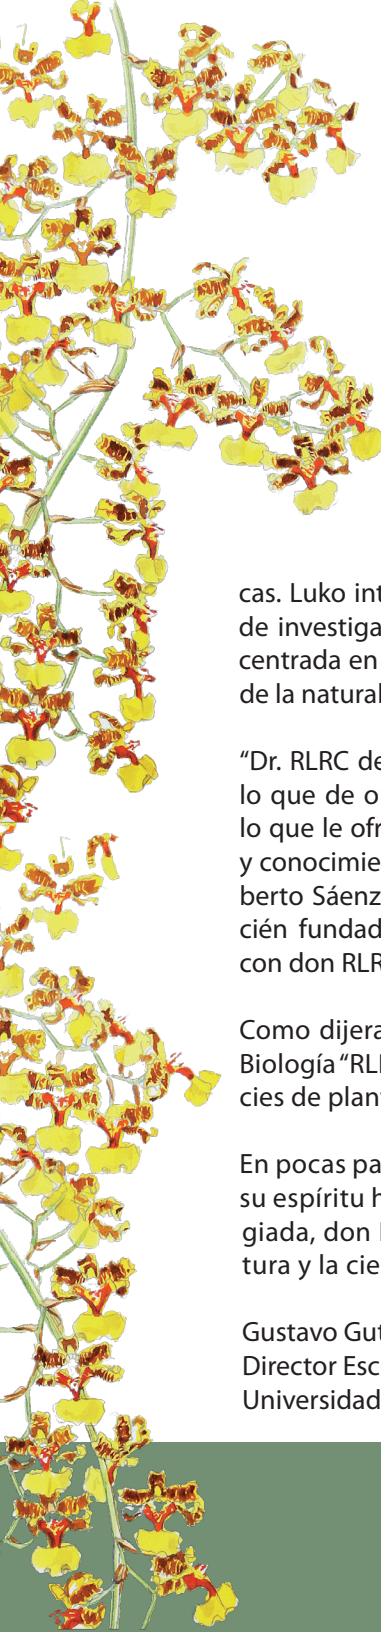 cas. Luko int
de investiga
centrada en
de la natural
“Dr. RLRC de
lo que de o
lo que le ofr
y conocimie
berto Sáenz
cién fundad
con don RLR
Como dijera
Biología “RLR
cies de plant
En pocas pa
su espíritu h
giada, don
tura y la cie
Gustavo Gut
Director Esc
Universidad